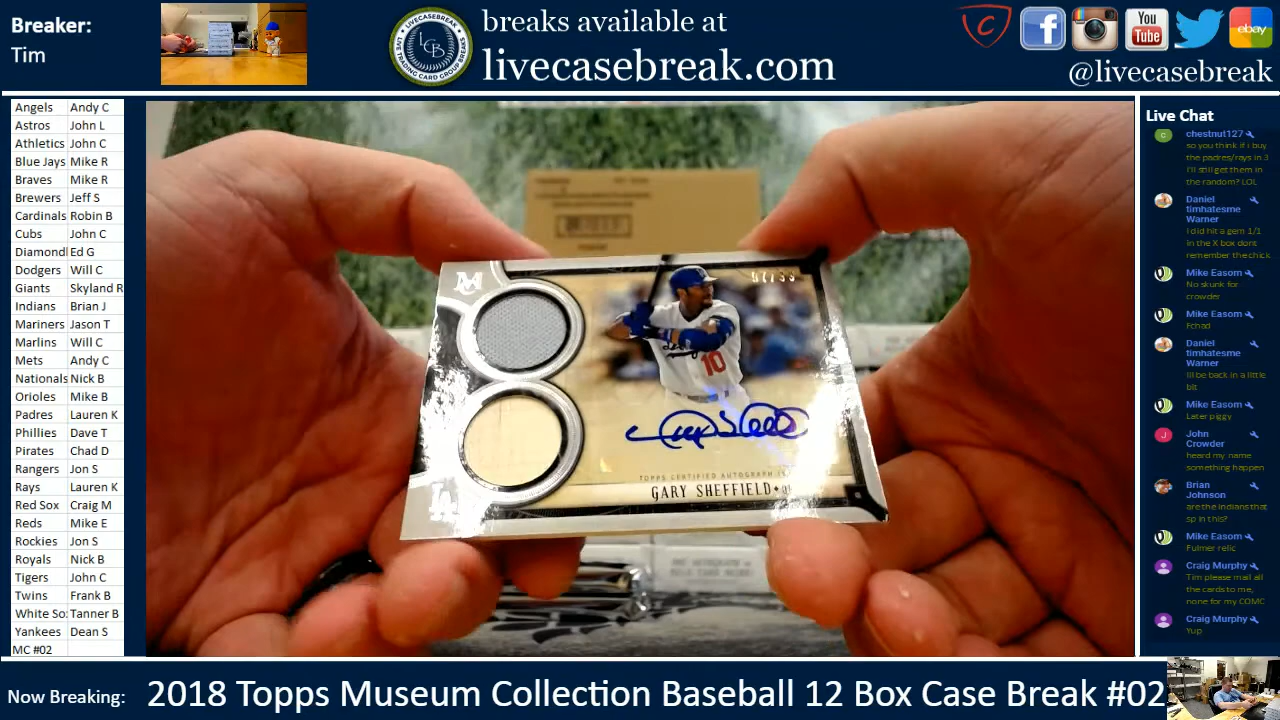 Breaker:
Tim
breaks available at
livecasebreak.com
LIVECASEBREAK
LCB
You
Tube
ebay
@livecasebreak
Angels Andy C
Astros John L
Athletics John C
Blue Jays Mike R
Braves Mike R
Brewers Jeff S
Cardinals Robin B
Cubs John C
Diamond Ed G
Dodgers Will C
Giants Skyland R
Indians Brian J
Mariners Jason T
Marlins Will C
Mets Andy C
Nationals Nick B
Orioles Mike B
Padres Lauren K
Phillies Dave T
Pirates Chad D
Rangers Jon S
Rays Lauren K
Red Sox Craig M
Reds Mike E
Rockies Jon S
Royals Nick B
Tigers John C
Twins Frank B
White So Tanner B
Yankees Dean S
MC #02
M
10
TOPPS CERTIFIED AUTOGRAPH
GARY SHEFFIELD
Live Chat
chestnut127
so you think if i buy
the padres/rays in 3
I'll still get them in
the random? LOL
Daniel
timhatesme
Warner
I did hit a gem 1/1
in the X box dont
remember the chick
Mike Easom
No skunk for
crowder
Mike Easom
Fchad
Daniel
timhatesme
Warner
Ill be back in a little
bit
Mike Easom
Later piggy
John
Crowder
heard my name
something happen
Brian
Johnson
are the indians that
sp in this?
Mike Easom
Fulmer relic
Craig Murphy
Tim please mail all
the cards to me,
none for my COMC
Craig Murphy
Yup
Now Breaking:
2018 Topps Museum Collection Baseball 12 Box Case Break #02